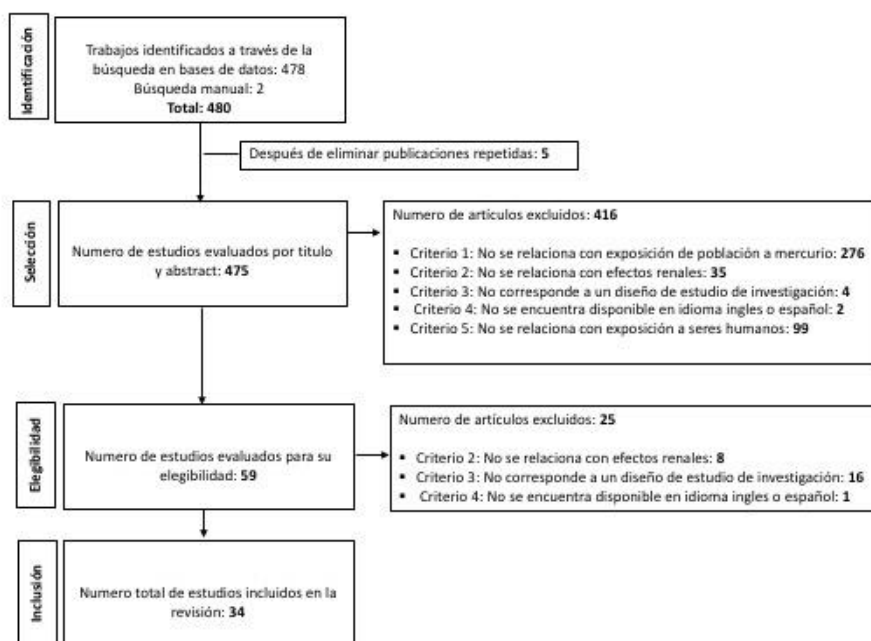 Identificación
Trabajos identificados a través de la
búsqueda en bases de datos: 478
Búsqueda manual: 2
Total: 480
Después de eliminar publicaciones repetidas: 5
Selección
Numero de estudios evaluados por titulo
y abstract: 475
Numero de artículos excluidos: 416
▪ Criterio 1: No se relaciona con exposición de población a mercurio: 276
▪ Criterio 2: No se relaciona con efectos renales: 35
▪ Criterio 3: No corresponde a un diseño de estudio de investigación: 4
▪ Criterio 4: No se encuentra disponible en idioma ingles o español: 2
▪ Criterio 5: No se relaciona con exposición a seres humanos: 99
Elegibilidad
Numero de estudios evaluados para su
elegibilidad: 59
Numero de artículos excluidos: 25
▪ Criterio 2: No se relaciona con efectos renales: 8
▪ Criterio 3: No corresponde a un diseño de estudio de investigación: 16
▪ Criterio 4: No se encuentra disponible en idioma ingles o español: 1
Inclusión
Numero total de estudios incluidos en la
revisión: 34